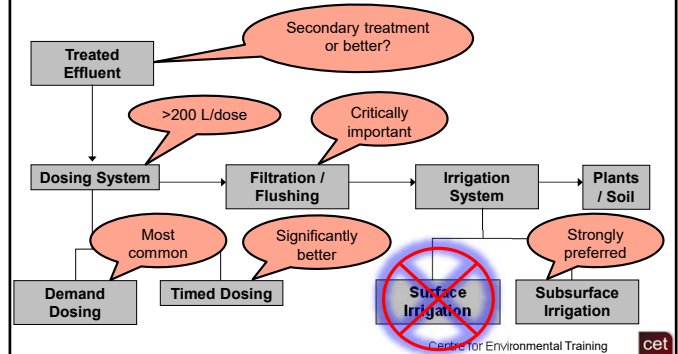 Secondary treatment
or better?
Treated
Effluent
>200 L/dose
Critically
important
Dosing System
Filtration /
Flushing
Irrigation
System
Plants
/ Soil
Most
common
Significantly
better
Strongly
preferred
Demand
Dosing
Timed Dosing
Surface
Irrigation
Subsurface
Irrigation
Centre for Environmental Training
cet